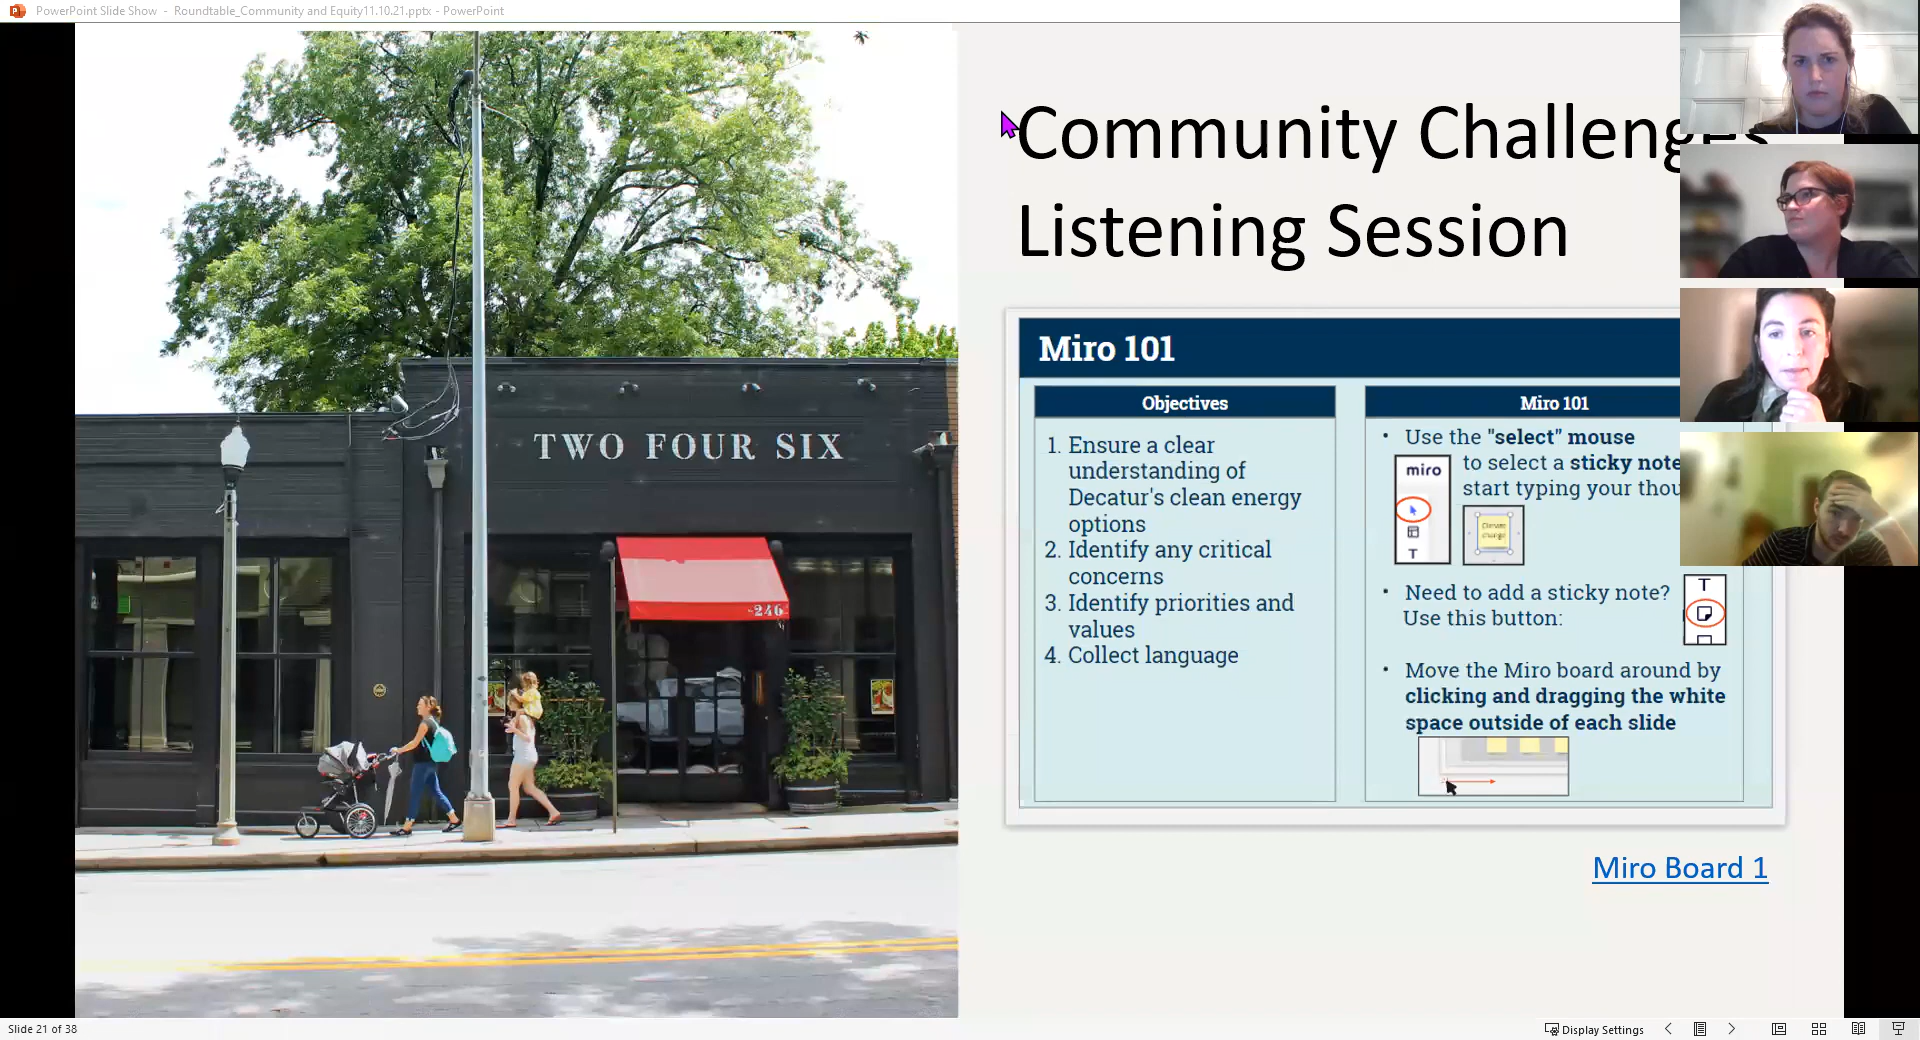 PowerPoint Slide Show - Roundtable_Community and Equity11.10.21.pptx - PowerPoint
TWO FOUR SIX
-246-
Community Challenges
Listening Session
Miro 101
Objectives
1. Ensure a clear
understanding of
Decatur's clean energy
options
2. Identify any critical
concerns
3. Identify priorities and
values
4. Collect language
Miro 101
• Use the "select" mouse
to select a sticky note
start typing your
miro
T
Climate
change
• Need to add a sticky note?
Use this button:
T
• Move the Miro board around by
clicking and dragging the white
space outside of each slide
Miro Board 1
Slide 21 of 38
Display Settings